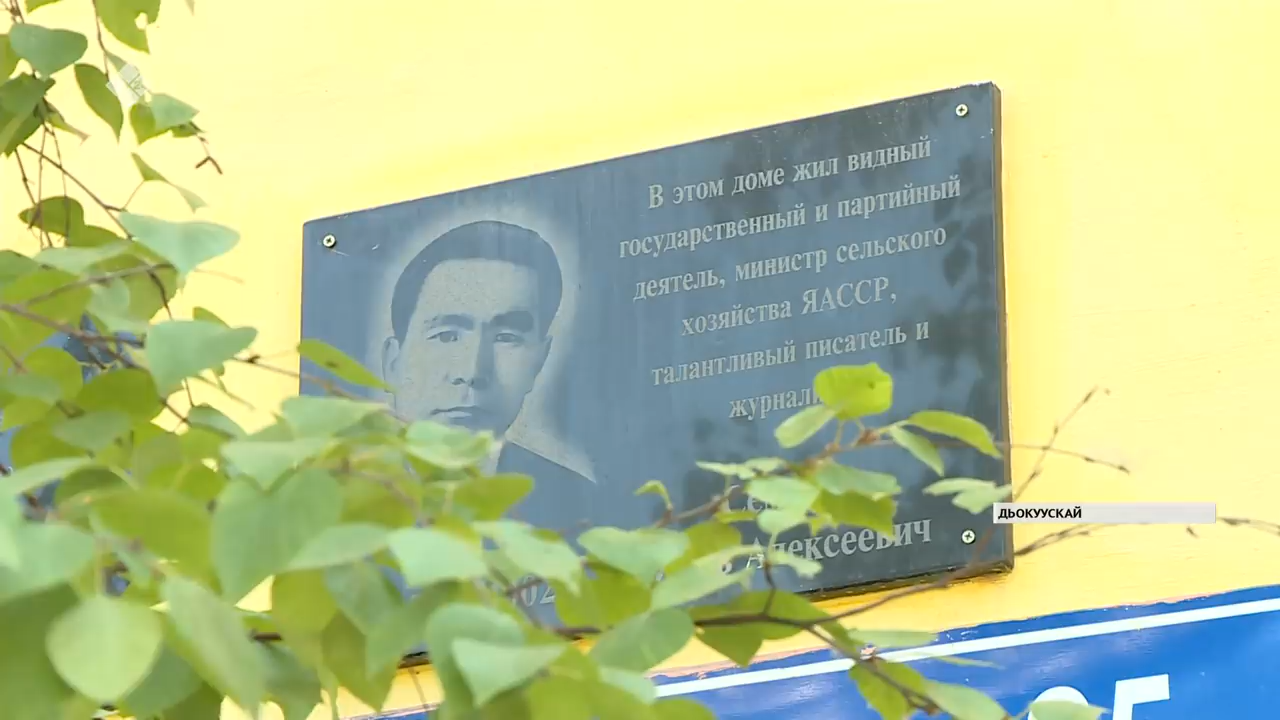 В этом доме жил видный
государственный и партийный
деятель, министр сельского
хозяйства ЯАССР,
талантливый писатель и
Алексеевич
ДЬОКУУСКАЙ